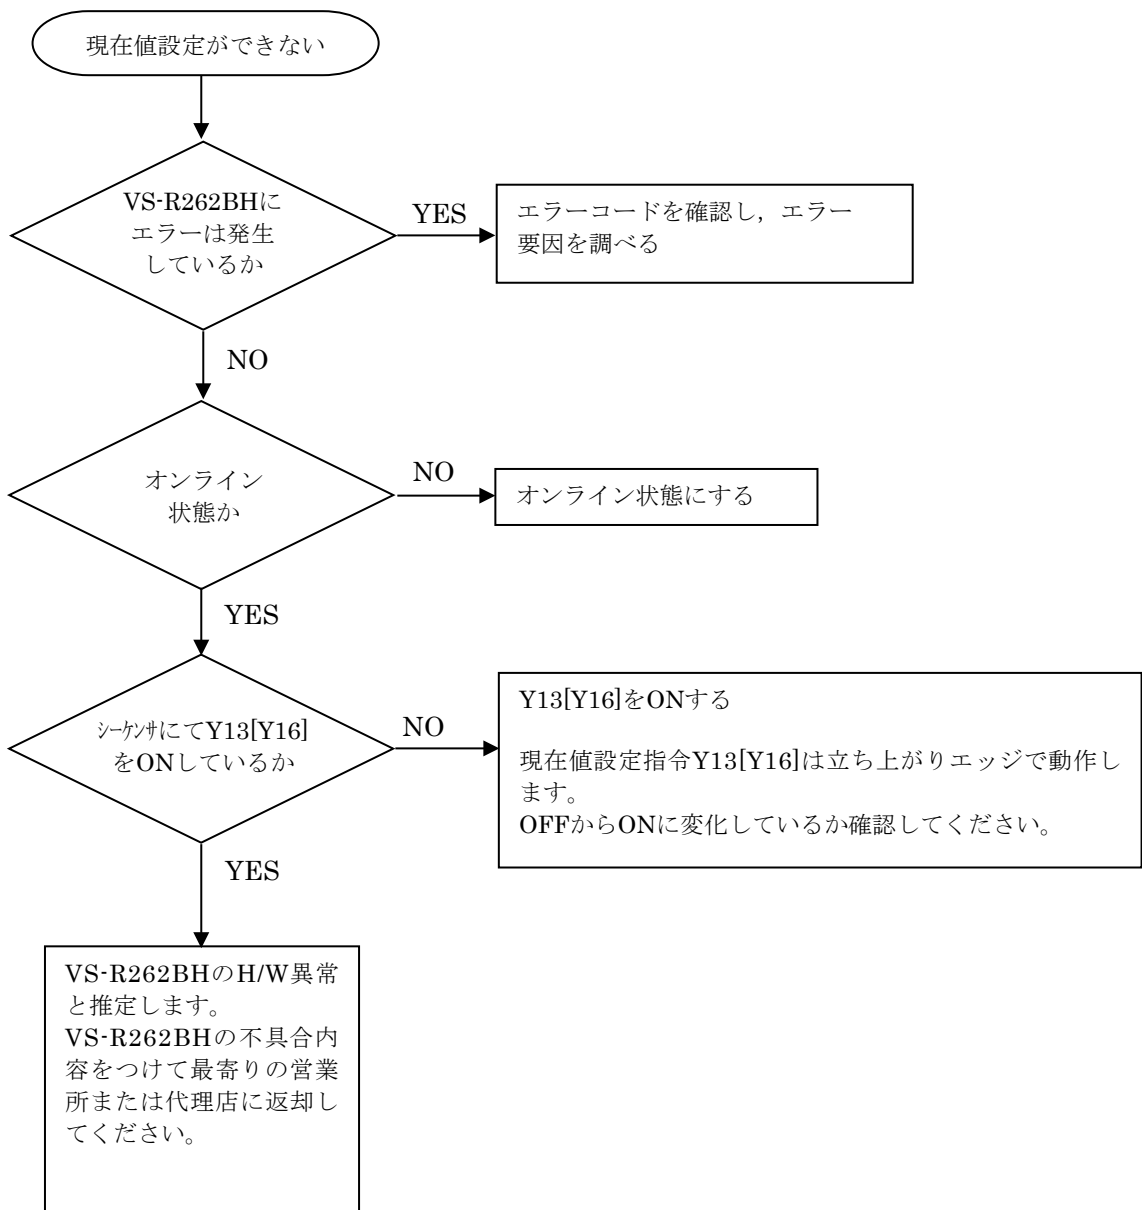 現在値設定ができない
VS-R262BHに
エラーは発生
しているか
YES
エラーコードを確認し，エラー
要因を調べる
NO
オンライン
状態か
NO
オンライン状態にする
YES
ｼｰｹﾝｻにてY13[Y16]
をONしているか
NO
Y13[Y16]をONする
現在値設定指令Y13[Y16]は立ち上がりエッジで動作し
ます。
OFFからONに変化しているか確認してください。
YES
VS-R262BHのH/W異常
と推定します。
VS-R262BHの不具合内
容をつけて最寄りの営業
所または代理店に返却し
てください。